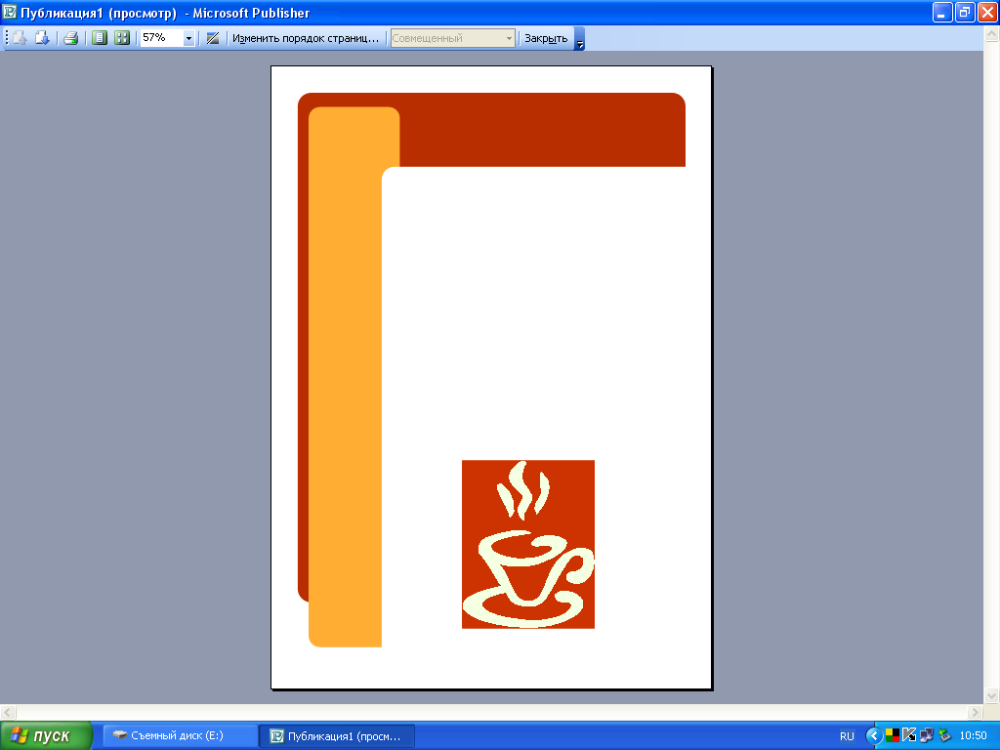 Публикация1 (просмотр) - Microsoft Publisher
57% Изменить порядок страниц... Совмещенный Закрыть
пуск Съемный диск (E:) Публикация1 (просм... RU 10:50